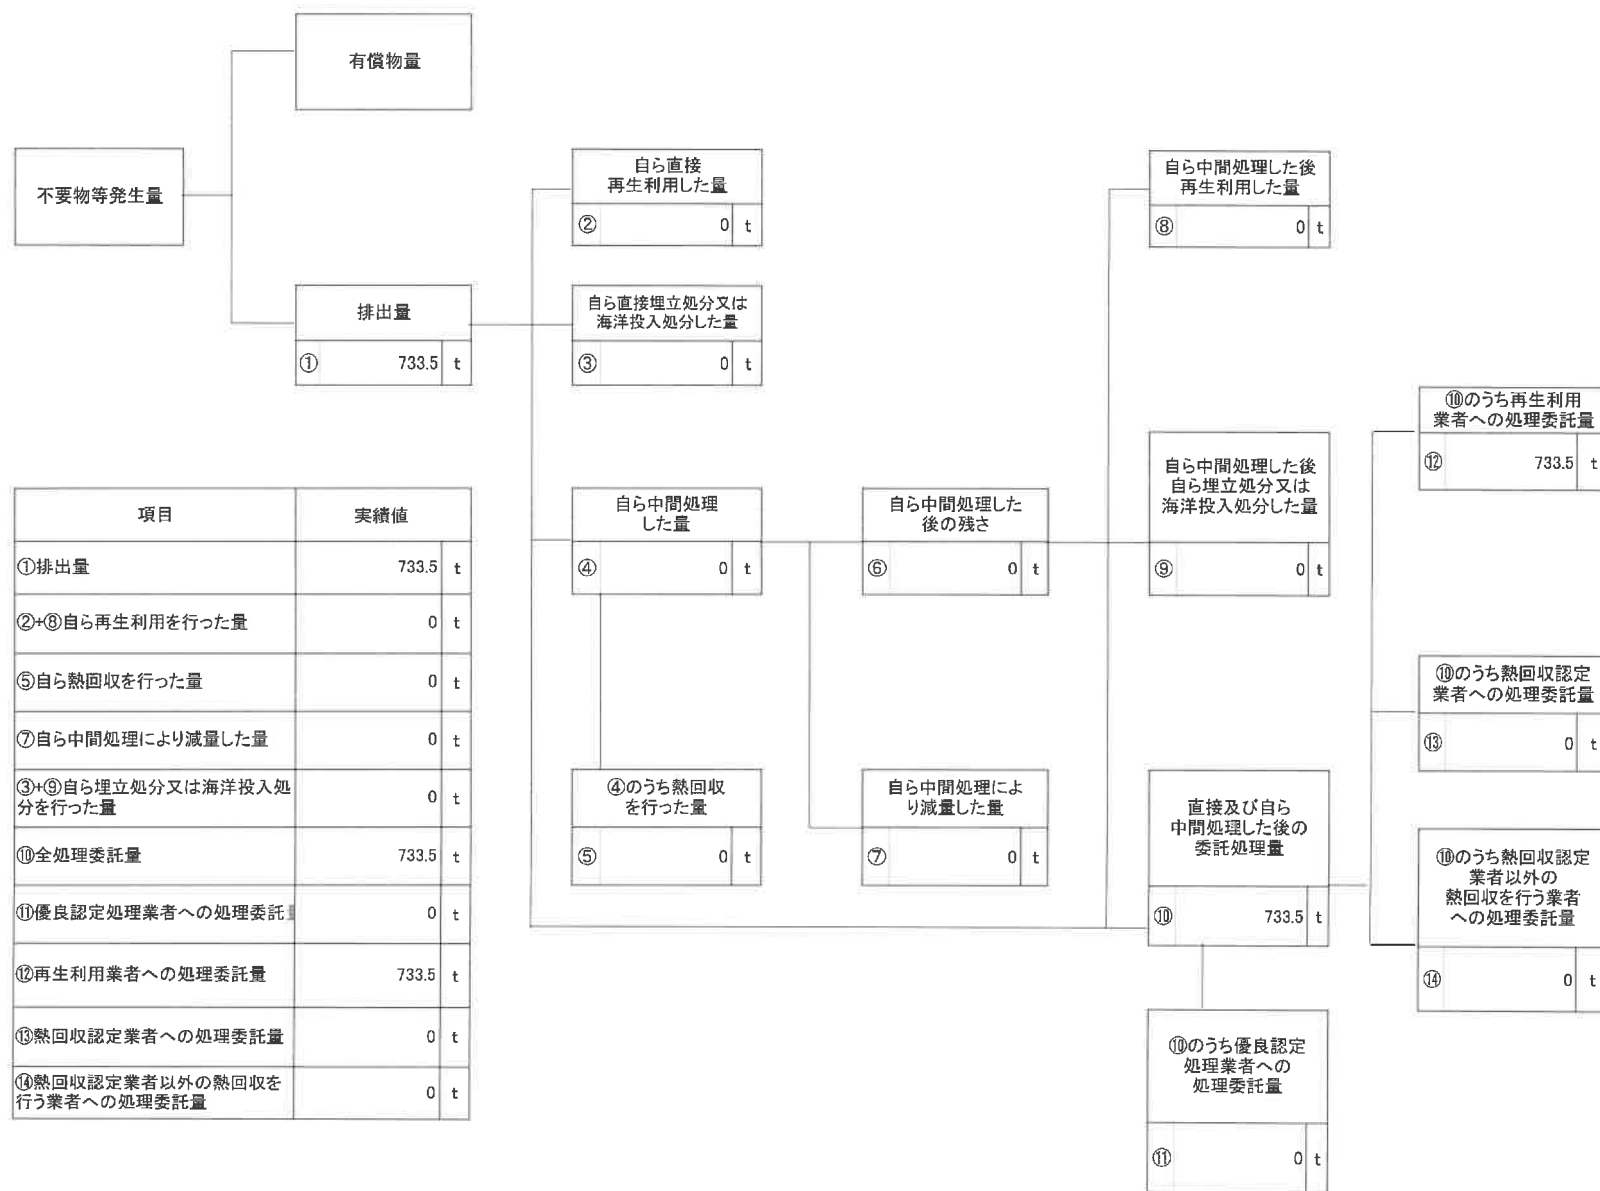 有償物量
不要物等発生量
排出量
① 733.5 t
自ら直接
再生利用した量
② 0 t
自ら直接埋立処分又は
海洋投入処分した量
③ 0 t
自ら中間処理
した量
④ 0 t
④のうち熱回収
を行った量
⑤ 0 t
自ら中間処理した
後の残さ
⑥ 0 t
自ら中間処理によ
り減量した量
⑦ 0 t
自ら中間処理した後
再生利用した量
⑧ 0 t
自ら中間処理した後
自ら埋立処分又は
海洋投入処分した量
⑨ 0 t
直接及び自ら
中間処理した後の
委託処理量
⑩ 733.5 t
⑩のうち優良認定
処理業者への
処理委託量
⑪ 0 t
⑩のうち再生利用
業者への処理委託量
⑫ 733.5 t
⑩のうち熱回収認定
業者への処理委託量
⑬ 0 t
⑩のうち熱回収認定
業者以外の
熱回収を行う業者
への処理委託量
⑭ 0 t
項目 実績値
①排出量 733.5 t
②+⑧自ら再生利用を行った量 0 t
⑤自ら熱回収を行った量 0 t
⑦自ら中間処理により減量した量 0 t
③+⑨自ら埋立処分又は海洋投入処
分を行った量 0 t
⑩全処理委託量 733.5 t
⑪優良認定処理業者への処理委託 0 t
⑫再生利用業者への処理委託量 733.5 t
⑬熱回収認定業者への処理委託量 0 t
⑭熱回収認定業者以外の熱回収を
行う業者への処理委託量 0 t